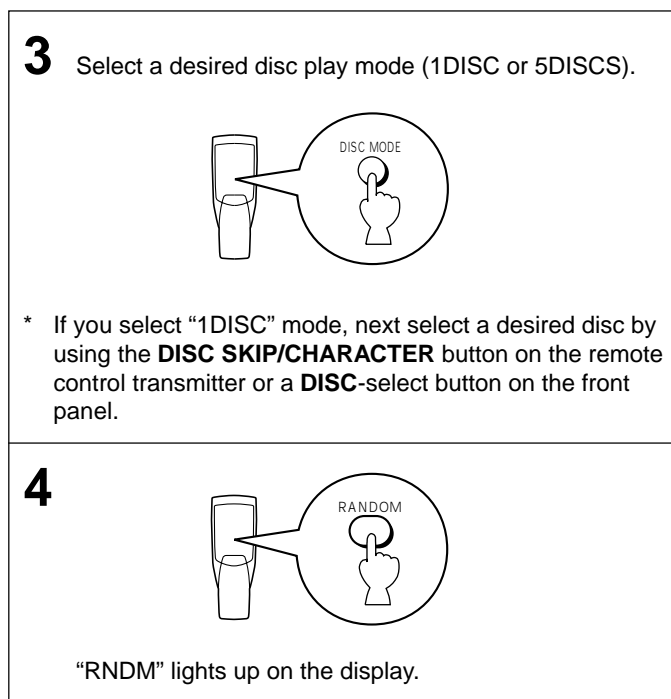 3 Select a desired disc play mode (1DISC or 5DISCS).
DISC MODE
* If you select “1DISC” mode, next select a desired disc by
using the DISC SKIP/CHARACTER button on the remote
control transmitter or a DISC-select button on the front
panel.
4
RANDOM
“RNDM” lights up on the display.